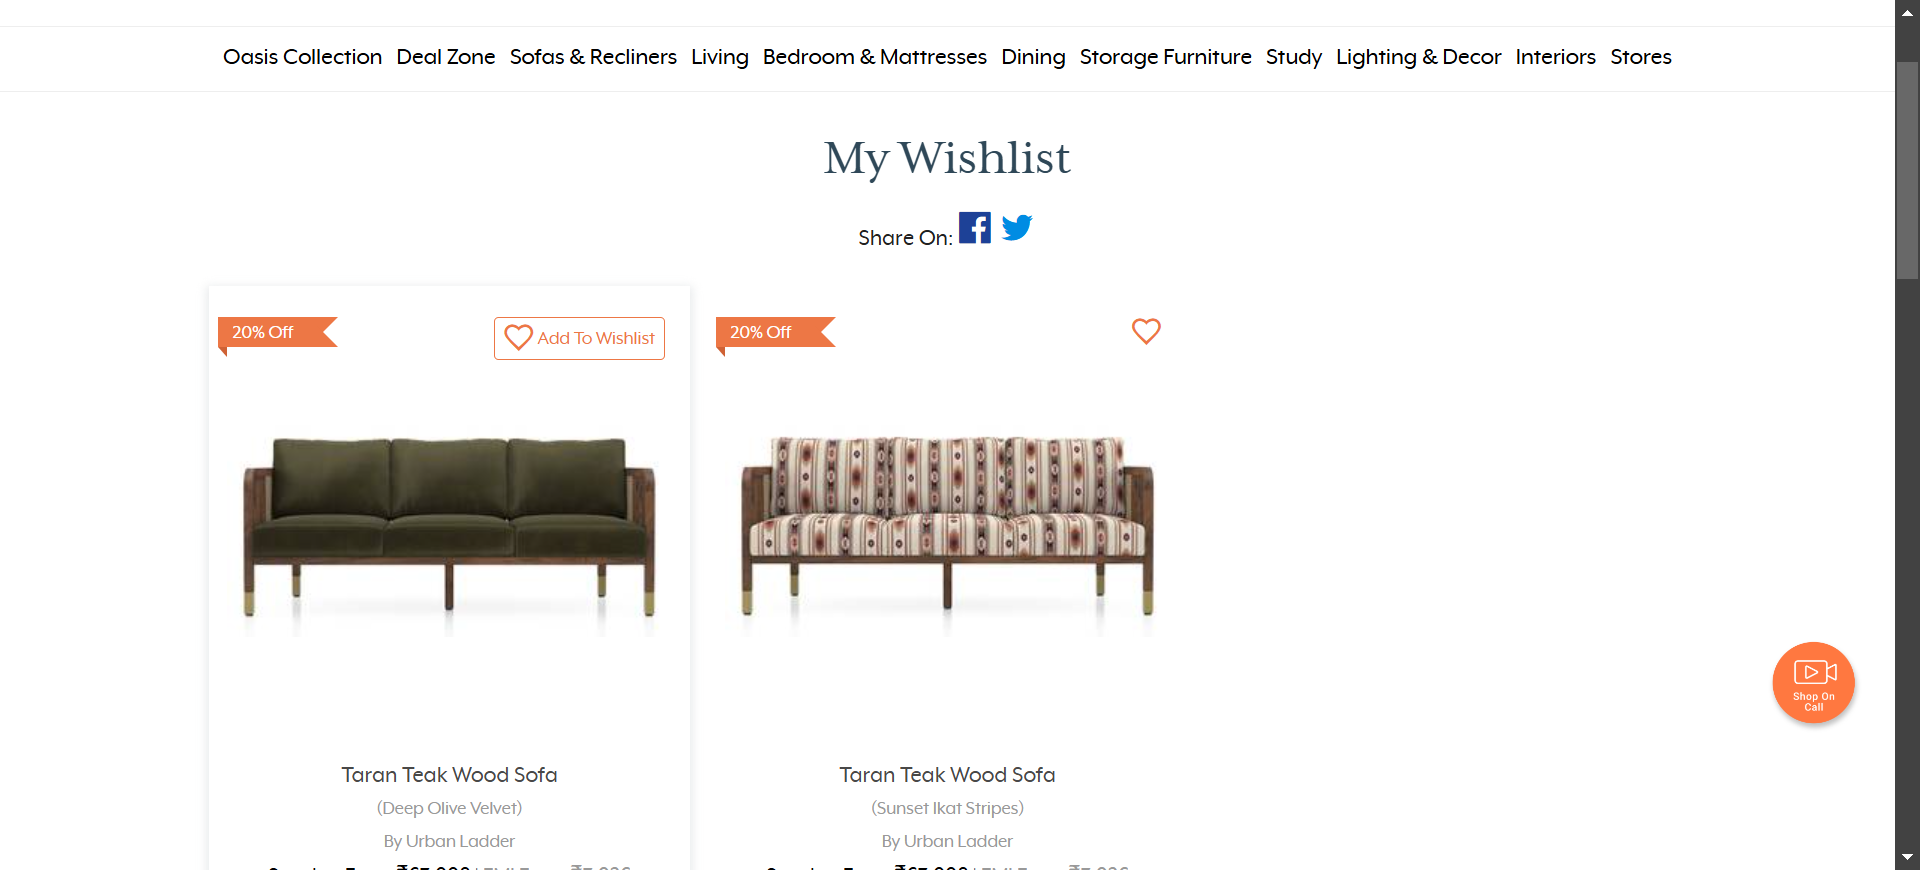 Oasis Collection Deal Zone Sofas & Recliners Living Bedroom & Mattresses Dining Storage Furniture Study Lighting & Decor Interiors Stores
My Wishlist
Share On:
20% Off
Add To Wishlist
20% Off
Taran Teak Wood Sofa
(Deep Olive Velvet)
By Urban Ladder
Taran Teak Wood Sofa
(Sunset Ikat Stripes)
By Urban Ladder
Shop On
Call